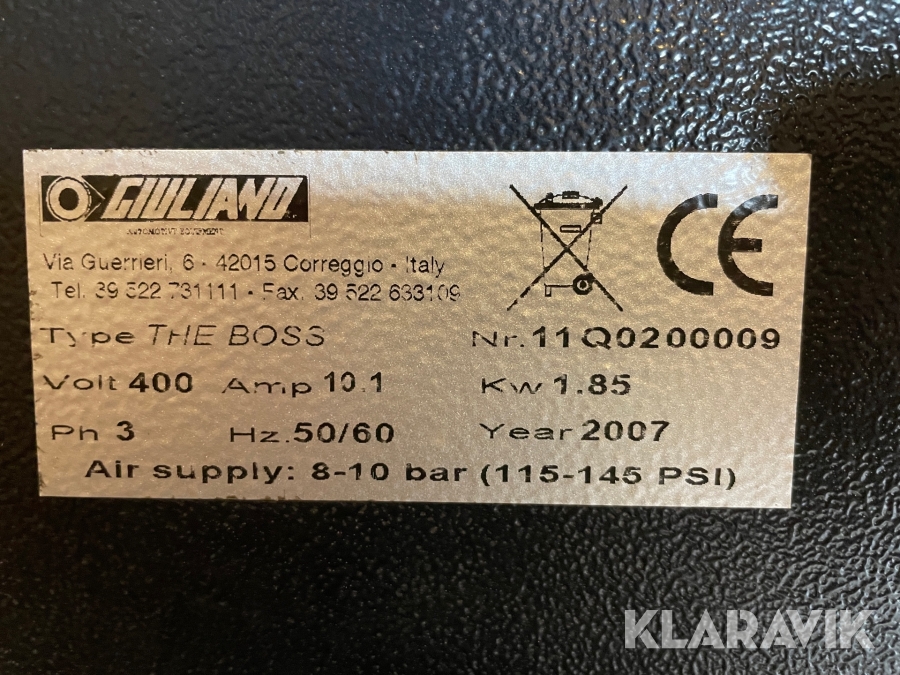 GIULIANO
AUTOMOTIVE EQUIPMENT
Via Guerrieri, 6 - 42015 Correggio - Italy
Tel. 39 522 731111 - Fax. 39 522 633109
Type THE BOSS Nr.11Q0200009
Volt 400 Amp 10.1 Kw 1.85
Ph 3 Hz.50/60 Year 2007
Air supply: 8-10 bar (115-145 PSI)
CE
KLARAVIK